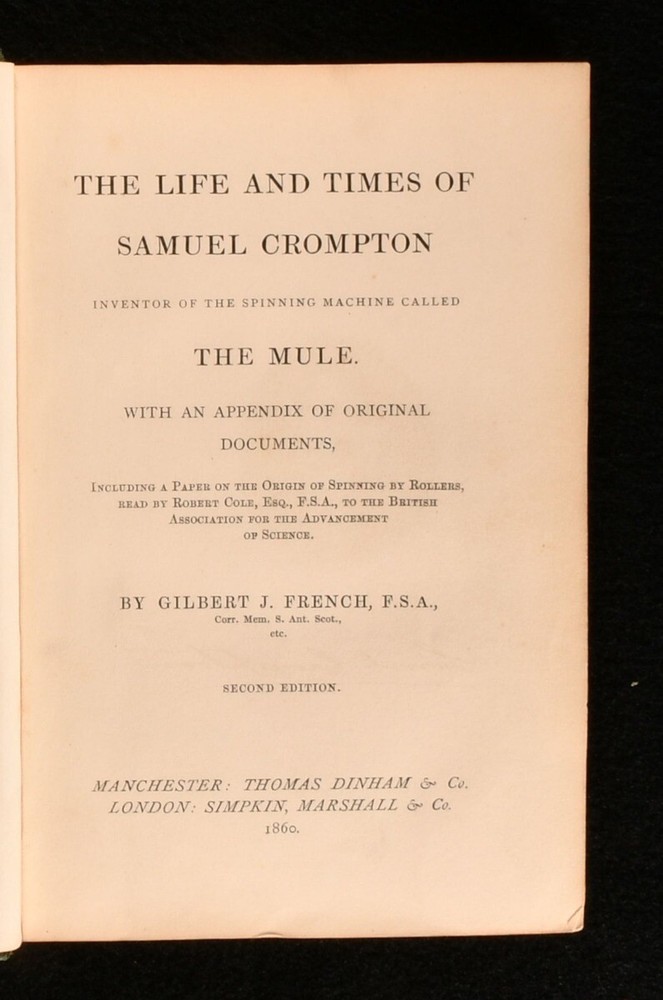 THE LIFE AND TIMES OF
SAMUEL CROMPTON
INVENTOR OF THE SPINNING MACHINE CALLED
THE MULE.
WITH AN APPENDIX OF ORIGINAL
DOCUMENTS,
Including a Paper on the Origin of Spinning by Rollers,
read by Robert Cole, Esq., F.S.A., to the British
Association for the Advancement
of Science.
BY GILBERT J. FRENCH, F.S.A.,
Corr. Mem. S. Ant. Scot.,
etc.
SECOND EDITION.
MANCHESTER: THOMAS DINHAM & Co.
LONDON: SIMPKIN, MARSHALL & Co.
1860.